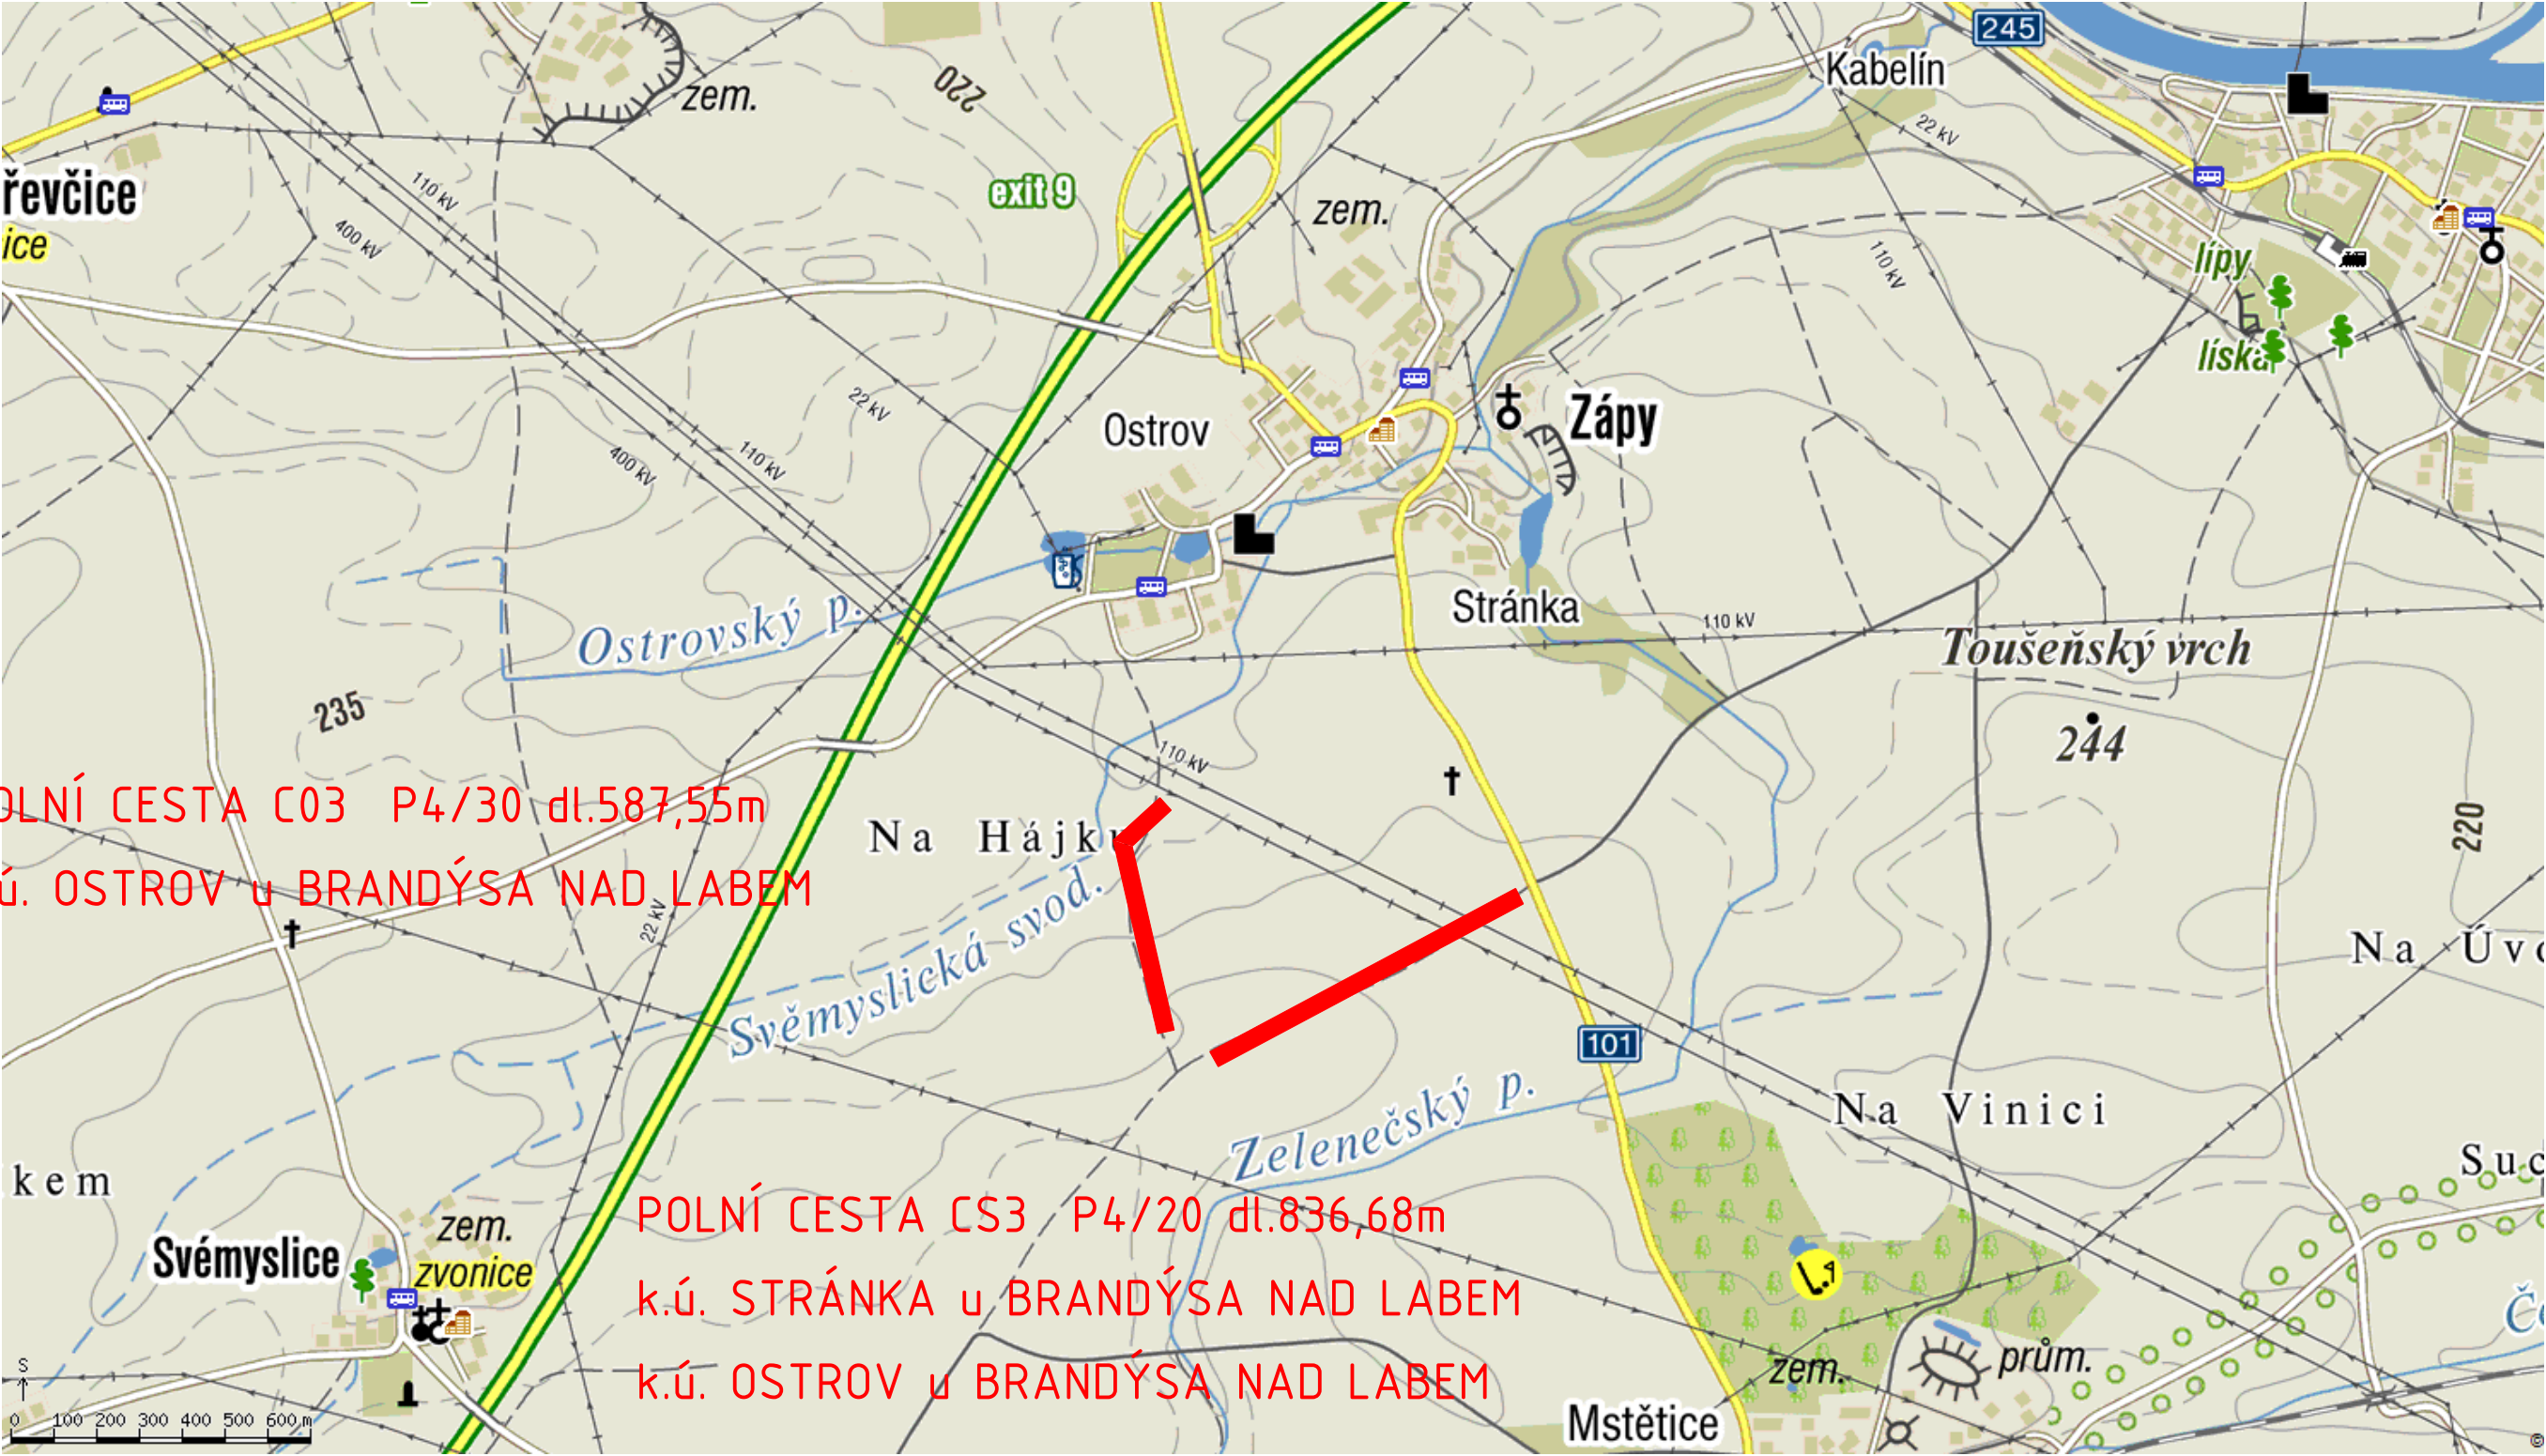 245
Kabelín
zem.
220
22 kV
řevčice
110 kV
exit 9
zem.
ice
400 kV
110 kV
lípy
líska
22 kV
Ostrov
Zápy
400 kV
110 kV
Ostrovský p.
Stránka
110 kV
Toušeňský vrch
244
235
110 kV
OLNÍ CESTA C03 P4/30 dl.587,55m
Na Hájku
220
ú. OSTROV u BRANDÝSA NAD LABEM
22 kV
Svěmyslická svod.
Na Úvo
101
Zelenečský p.
Na Vinici
kem
Suc
POLNÍ CESTA CS3 P4/20 dl.836,68m
zem.
Svémyslice
zvonice
k.ú. STRÁNKA u BRANDÝSA NAD LABEM
Če
zem.
prům.
k.ú. OSTROV u BRANDÝSA NAD LABEM
S
0 100 200 300 400 500 600 m
Mstětice
©